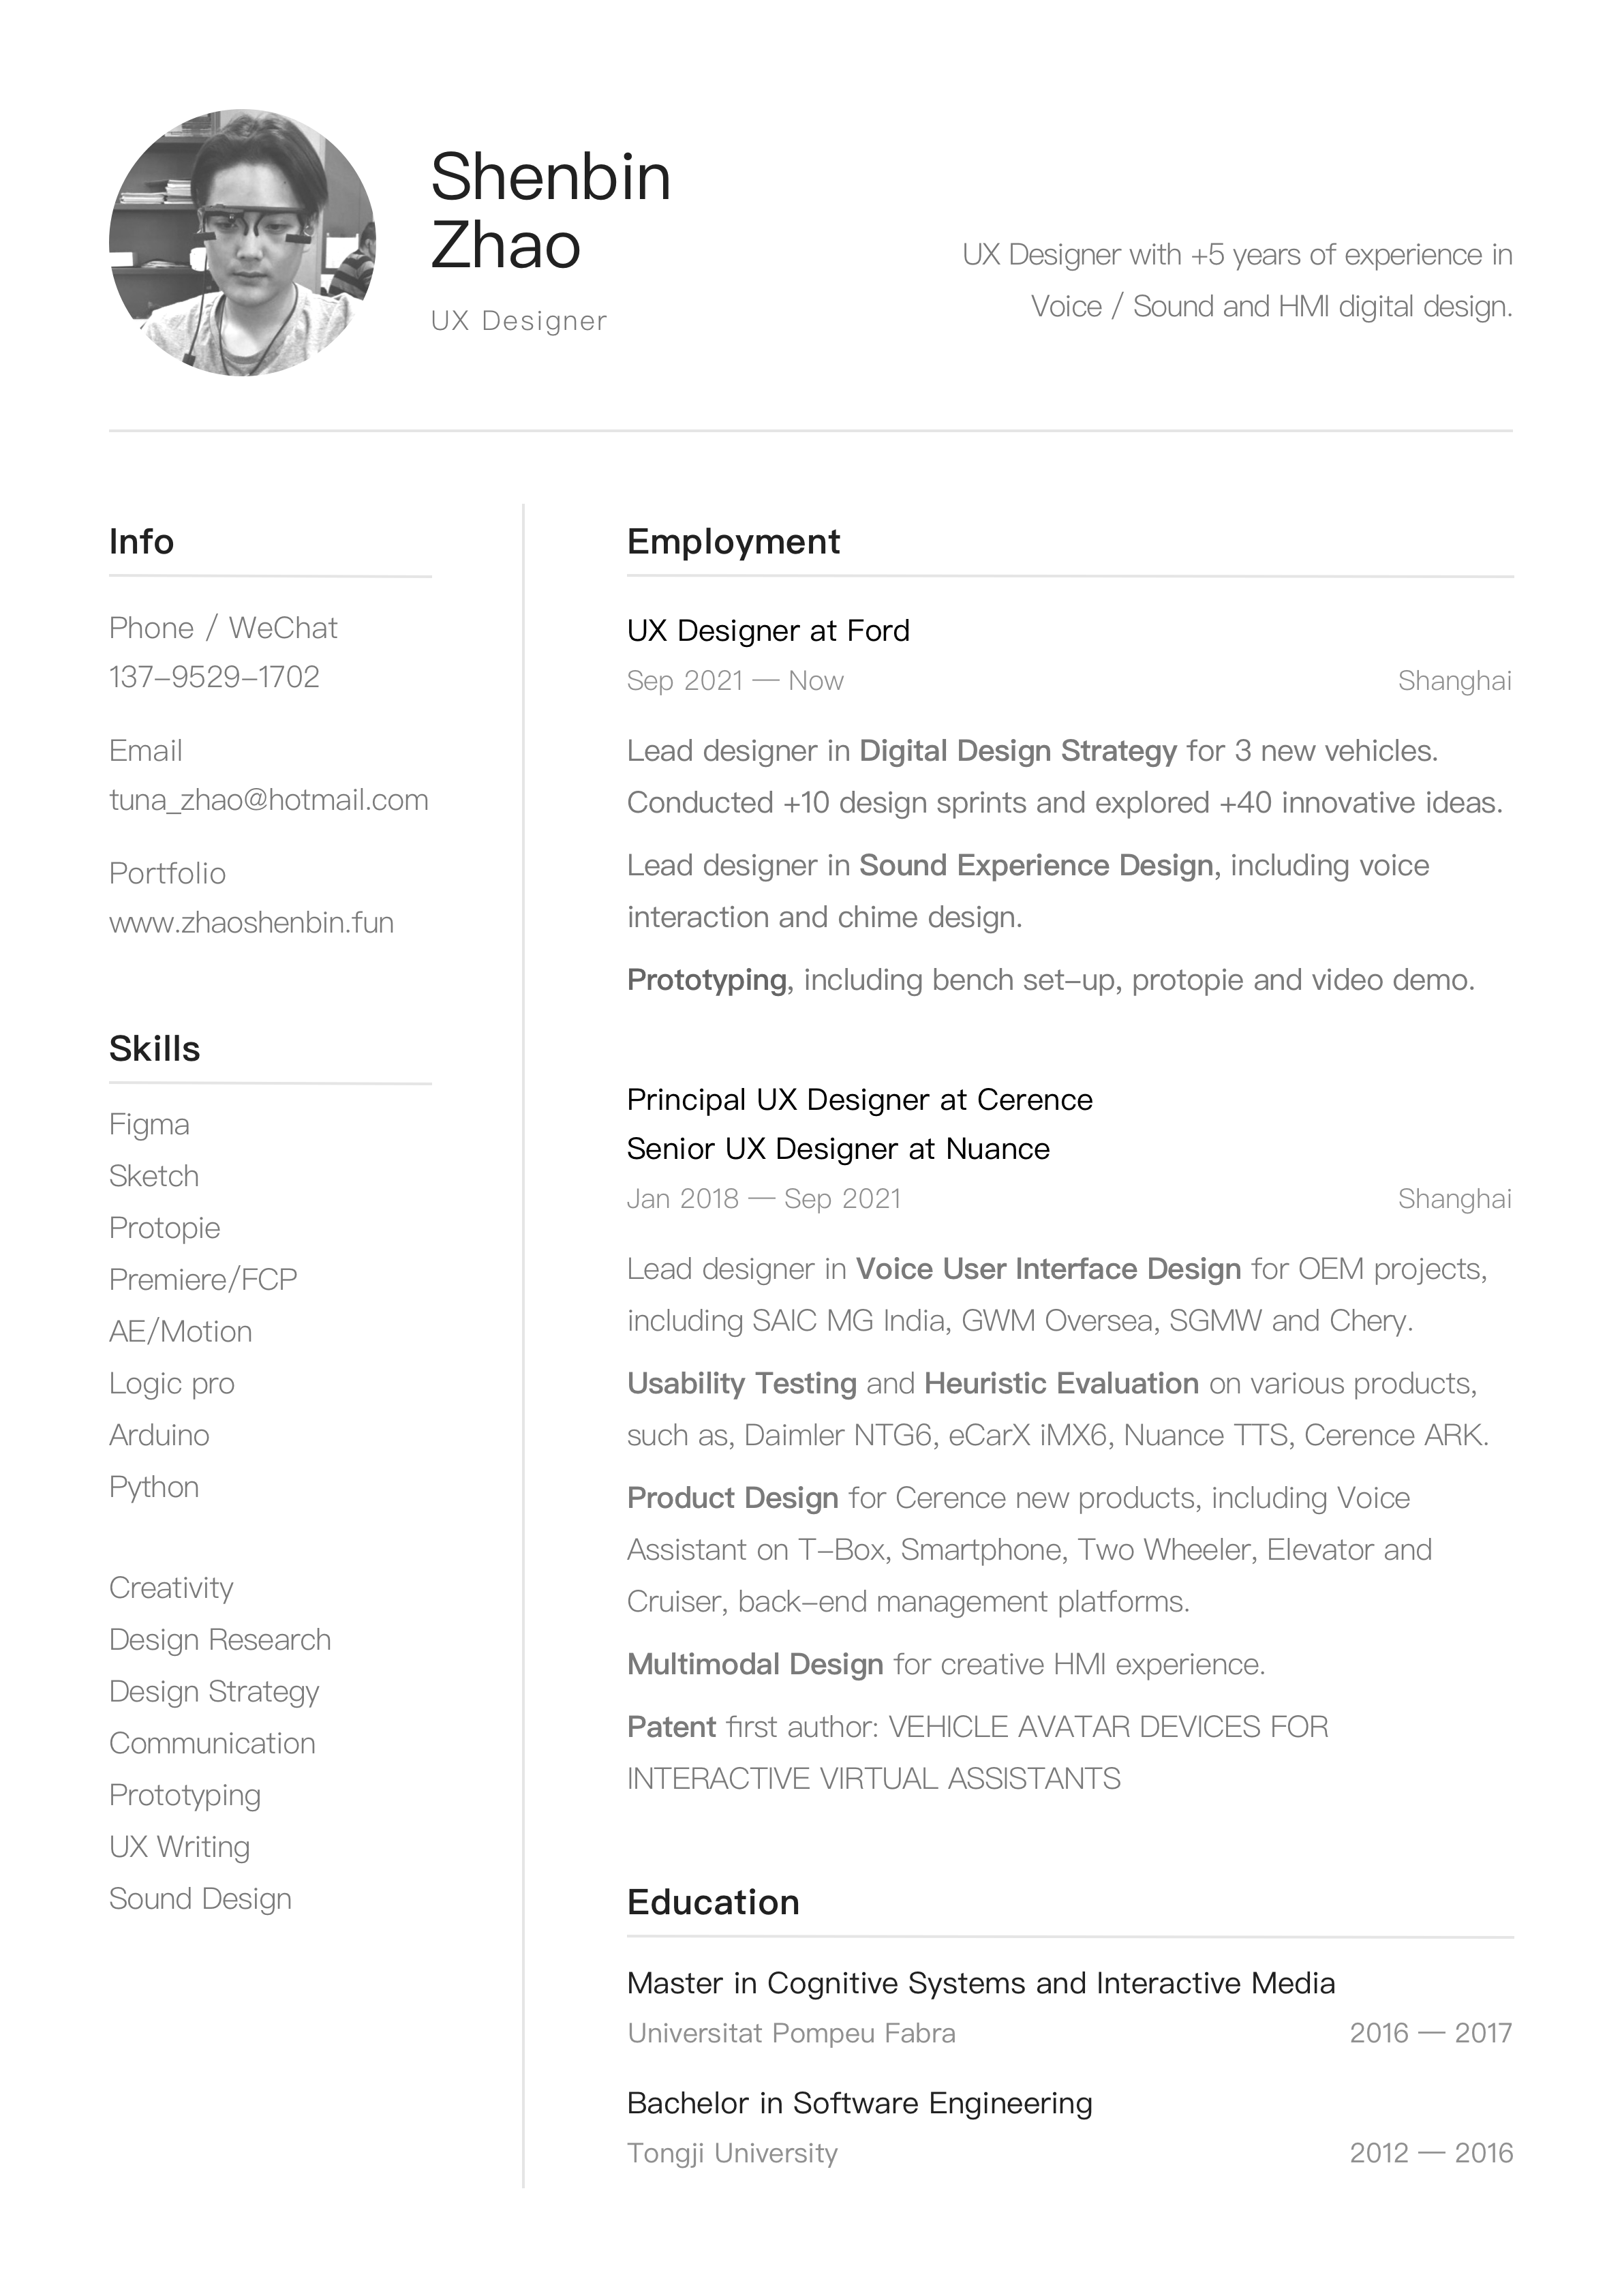 Shenbin
Zhao
UX Designer
UX Designer with +5 years of experience in
Voice / Sound and HMI digital design.
Info
Phone / WeChat
137-9529-1702
Email
tuna_zhao@hotmail.com
Portfolio
www.zhaoshenbin.fun
Skills
Figma
Sketch
Protopie
Premiere/FCP
AE/Motion
Logic pro
Arduino
Python
Creativity
Design Research
Design Strategy
Communication
Prototyping
UX Writing
Sound Design
Employment
UX Designer at Ford
Sep 2021 — Now Shanghai
Lead designer in Digital Design Strategy for 3 new vehicles.
Conducted +10 design sprints and explored +40 innovative ideas.
Lead designer in Sound Experience Design, including voice
interaction and chime design.
Prototyping, including bench set-up, protopie and video demo.
Principal UX Designer at Cerence
Senior UX Designer at Nuance
Jan 2018 — Sep 2021 Shanghai
Lead designer in Voice User Interface Design for OEM projects,
including SAIC MG India, GWM Oversea, SGMW and Chery.
Usability Testing and Heuristic Evaluation on various products,
such as, Daimler NTG6, eCarX iMX6, Nuance TTS, Cerence ARK.
Product Design for Cerence new products, including Voice
Assistant on T-Box, Smartphone, Two Wheeler, Elevator and
Cruiser, back-end management platforms.
Multimodal Design for creative HMI experience.
Patent first author: VEHICLE AVATAR DEVICES FOR
INTERACTIVE VIRTUAL ASSISTANTS
Education
Master in Cognitive Systems and Interactive Media
Universitat Pompeu Fabra 2016 — 2017
Bachelor in Software Engineering
Tongji University 2012 — 2016